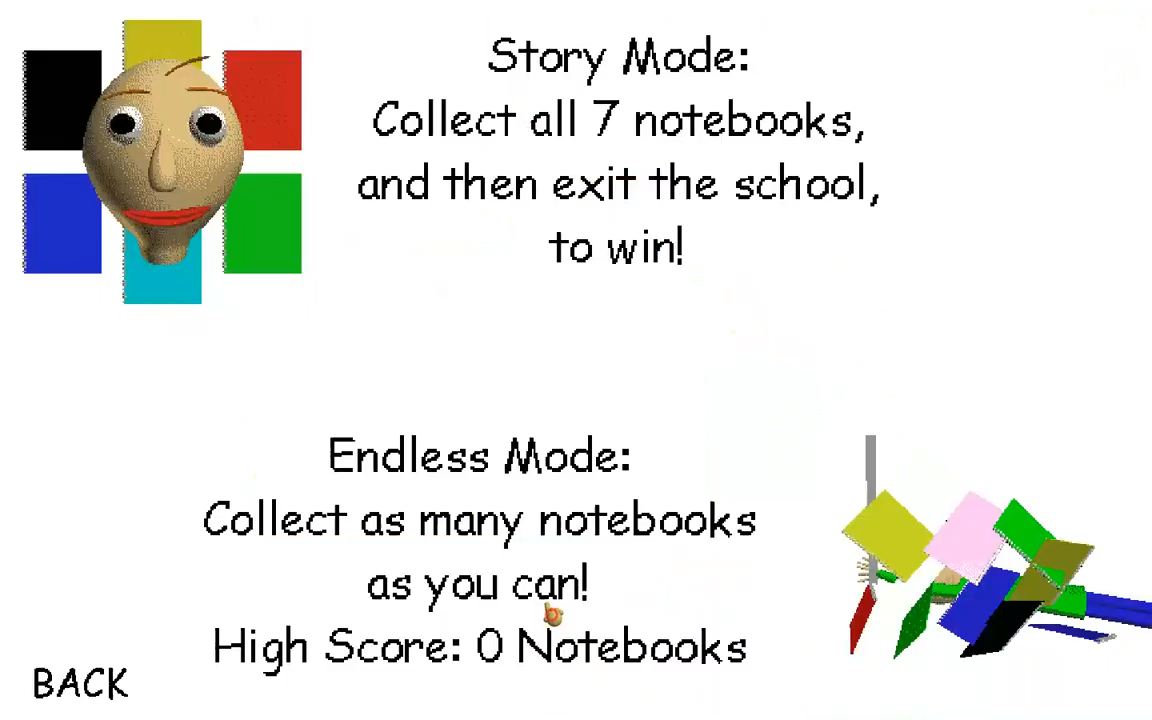 Story Mode:
Collect all 7 notebooks,
and then exit the school,
to win!
Endless Mode:
Collect as many notebooks
as you can!
High Score: 0 Notebooks
BACK